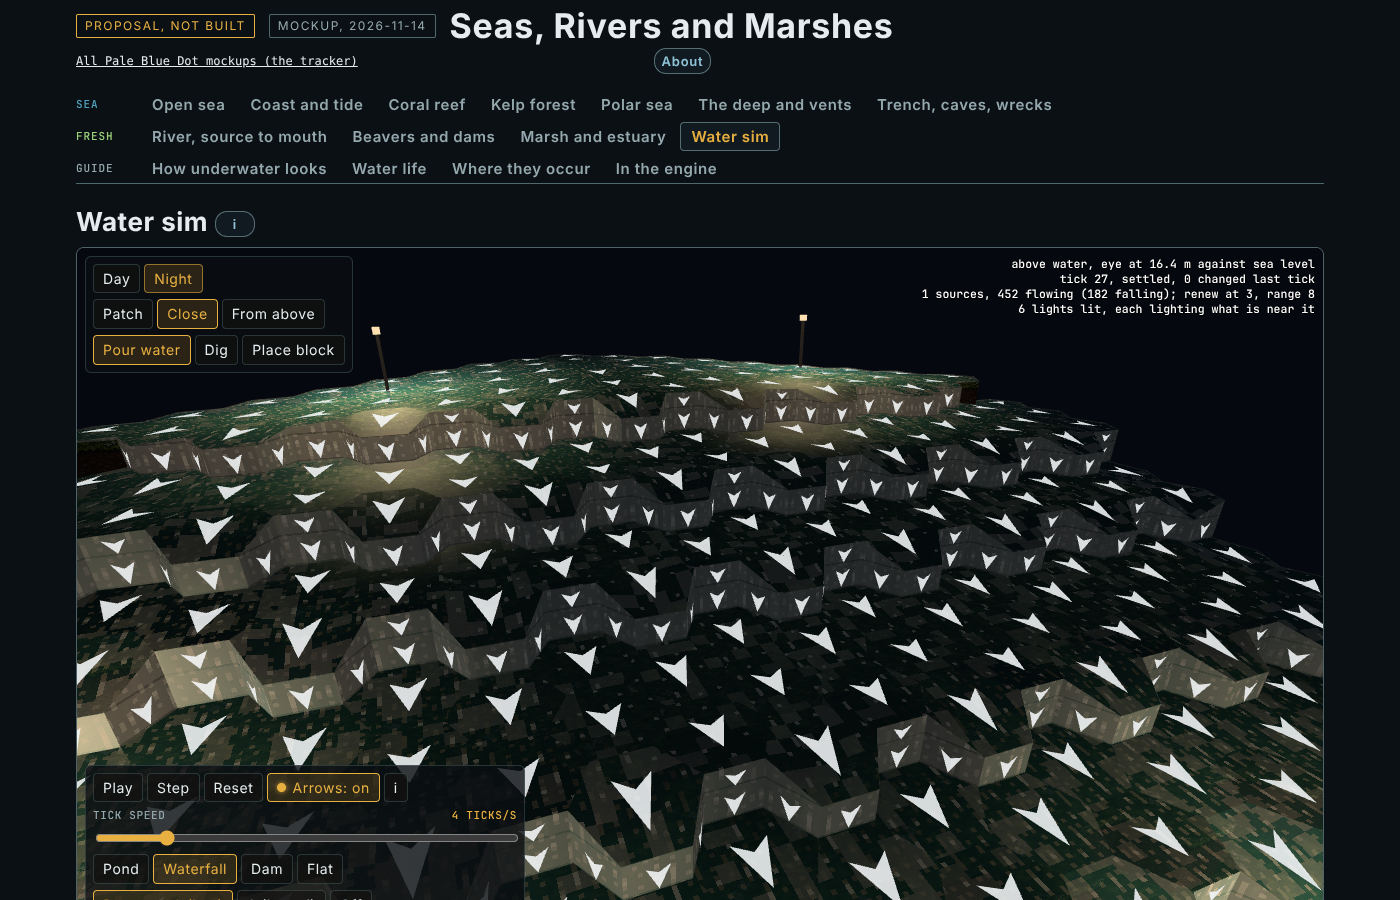 PROPOSAL, NOT BUILT MOCKUP, 2026-11-14 Seas, Rivers and Marshes
All Pale Blue Dot mockups (the tracker) About
SEA Open sea Coast and tide Coral reef Kelp forest Polar sea The deep and vents Trench, caves, wrecks
FRESH River, source to mouth Beavers and dams Marsh and estuary Water sim
GUIDE How underwater looks Water life Where they occur In the engine
Water sim i
Day Night
Patch Close From above
Pour water Dig Place block
above water, eye at 16.4 m against sea level
tick 27, settled, 0 changed last tick
1 sources, 452 flowing (182 falling); renew at 3, range 8
6 lights lit, each lighting what is near it
Play Step Reset Arrows: on i
TICK SPEED 4 TICKS/S
Pond Waterfall Dam Flat